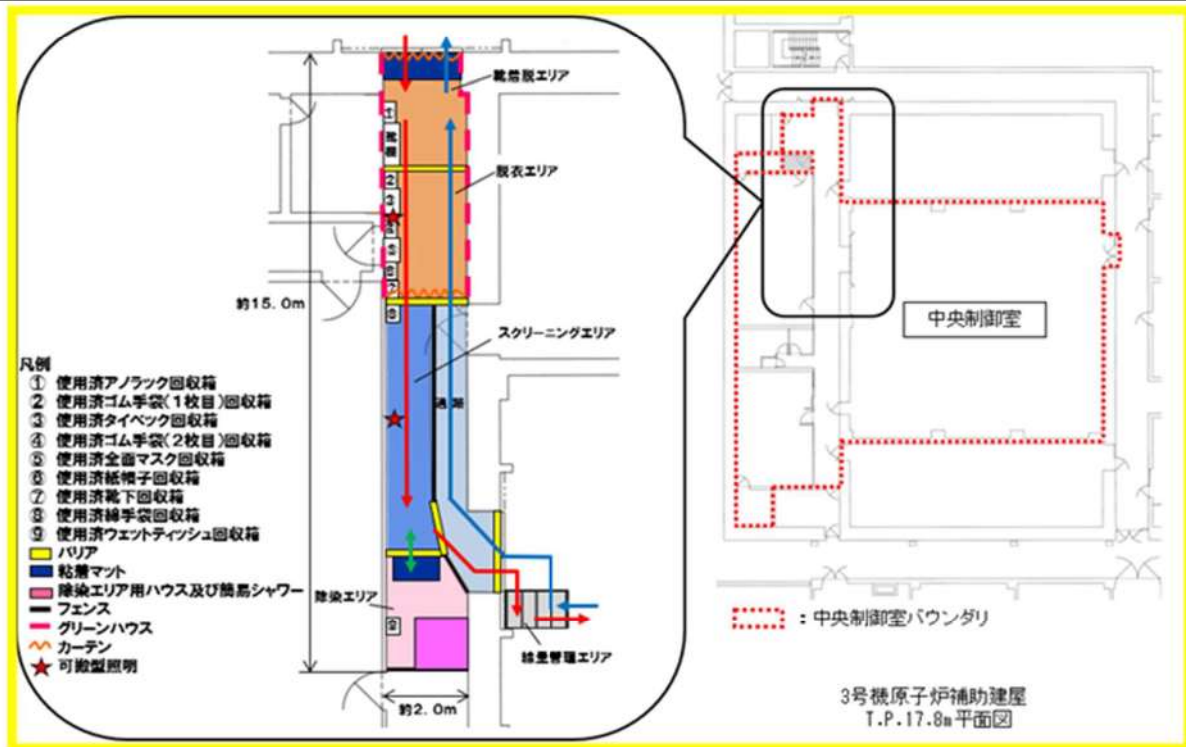 靴着脱エリア
①
靴棚
脱衣エリア
②
③
④
⑤
⑥
⑦
約15.0m
⑧
スクリーニングエリア
通路
除染エリア
⑨
線量管理エリア
約2.0m
凡例
① 使用済アノラック回収箱
② 使用済ゴム手袋(1枚目)回収箱
③ 使用済タイベック回収箱
④ 使用済ゴム手袋(2枚目)回収箱
⑤ 使用済全面マスク回収箱
⑥ 使用済紙帽子回収箱
⑦ 使用済靴下回収箱
⑧ 使用済綿手袋回収箱
⑨ 使用済ウェットティッシュ回収箱
バリア
粘着マット
除染エリア用ハウス及び簡易シャワー
フェンス
グリーンハウス
カーテン
可搬型照明
中央制御室
:中央制御室バウンダリ
3号機原子炉補助建屋
T.P.17.8m平面図